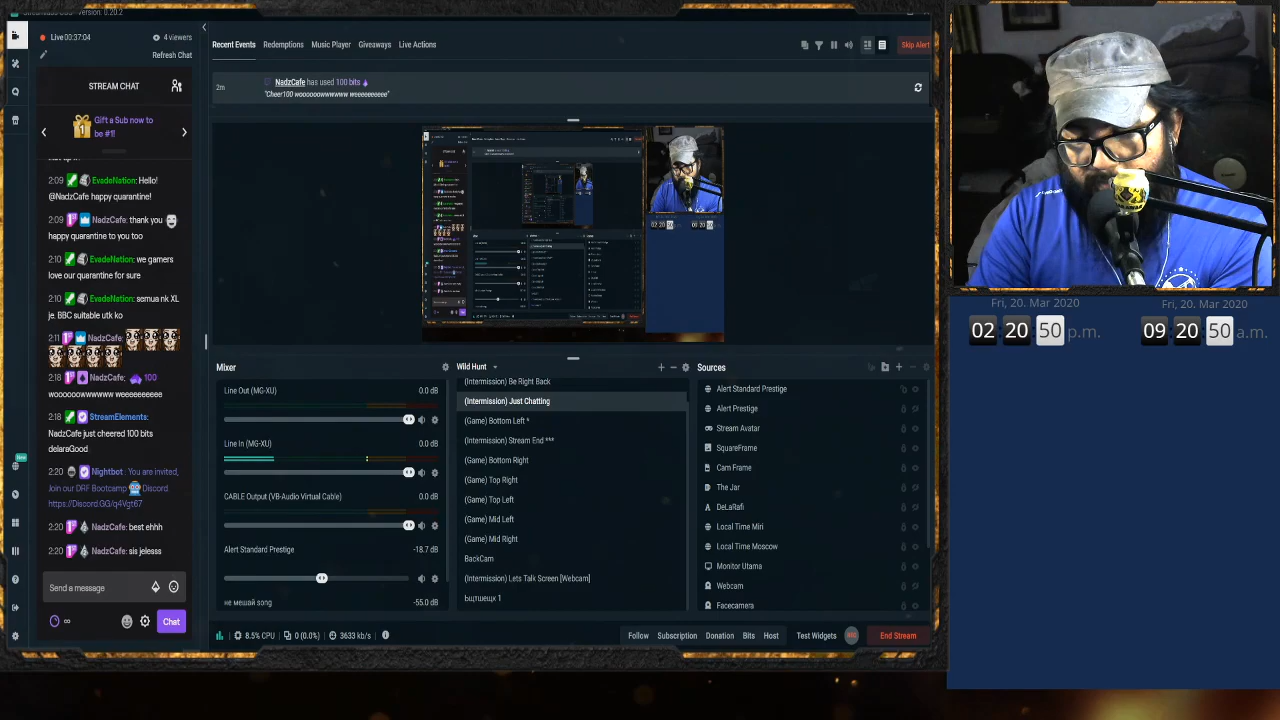 Live 00:37:04
4 viewers
Refresh Chat
STREAM CHAT
Gift a Sub now to
be #1!
2:09 EvadeNation: Hello!
@NadzCafe happy quarantine!
2:09 NadzCafe: thank you
happy quarantine to you too
2:10 EvadeNation: we gamers
love our quarantine for sure
2:10 EvadeNation: semua nk XL
je. BBC suitable utk ko
2:11 NadzCafe:
2:18 NadzCafe: 100
woooooowwwwww weeeeeeeeee
2:18 StreamElements:
NadzCafe just cheered 100 bits
delaraGood
2:20 Nightbot: You are invited,
Join our DRF Bootcamp Discord.
https://Discord.GG/q4Vgt67
2:20 NadzCafe: best ehhh
2:20 NadzCafe: sis jelesss
Send a message
∞
Chat
New
Recent Events
Redemptions
Music Player
Giveaways
Live Actions
Skip Alert
2m
NadzCafe has used 100 bits
"Cheer100 woooooowwwwww weeeeeeeeee"
Mixer
Line Out (MG-XU)
0.0 dB
Line In (MG-XU)
0.0 dB
CABLE Output (VB-Audio Virtual Cable)
0.0 dB
Alert Standard Prestige
-18.7 dB
не мешай song
-55.0 dB
Wild Hunt
(Intermission) Be Right Back
(Intermission) Just Chatting
(Game) Bottom Left *
(Intermission) Stream End ***
(Game) Bottom Right
(Game) Top Right
(Game) Top Left
(Game) Mid Left
(Game) Mid Right
BackCam
(Intermission) Lets Talk Screen [Webcam]
Ьщтшещк 1
Sources
Alert Standard Prestige
Alert Prestige
Stream Avatar
SquareFrame
Cam Frame
The Jar
DeLaRafi
Local Time Miri
Local Time Moscow
Monitor Utama
Webcam
Facecamera
8.5% CPU
0 (0.0%)
3633 kb/s
Follow
Subscription
Donation
Bits
Host
Test Widgets
REC
End Stream
Fri, 20. Mar 2020
02 20 50 p.m.
Fri, 20. Mar 2020
09 20 50 a.m.